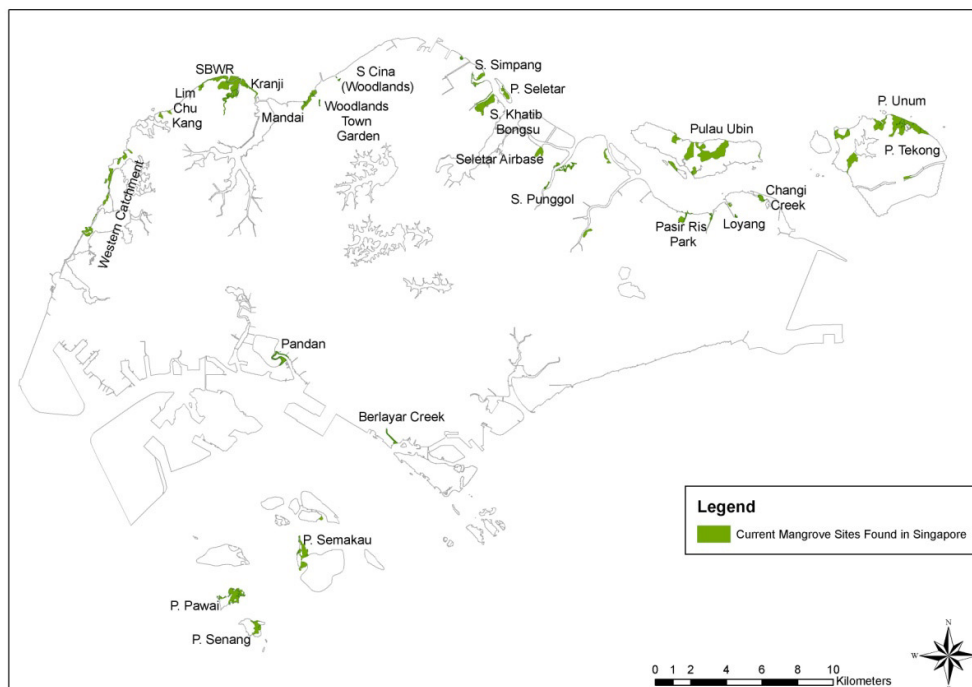 SBWR
Kranji
Lim
Chu
Kang
Mandai
S Cina
(Woodlands)
Woodlands
Town
Garden
S. Simpang
P. Seletar
S. Khatib
Bongsu
Seletar Airbase
S. Punggol
Pulau Ubin
P. Unum
P. Tekong
Changi
Creek
Loyang
Pasir Ris
Park
Western Catchment
Pandan
Berlayar Creek
P. Semakau
P. Pawai
P. Senang
Legend
Current Mangrove Sites Found in Singapore
N
W E
S
0 1 2 4 6 8 10
Kilometers